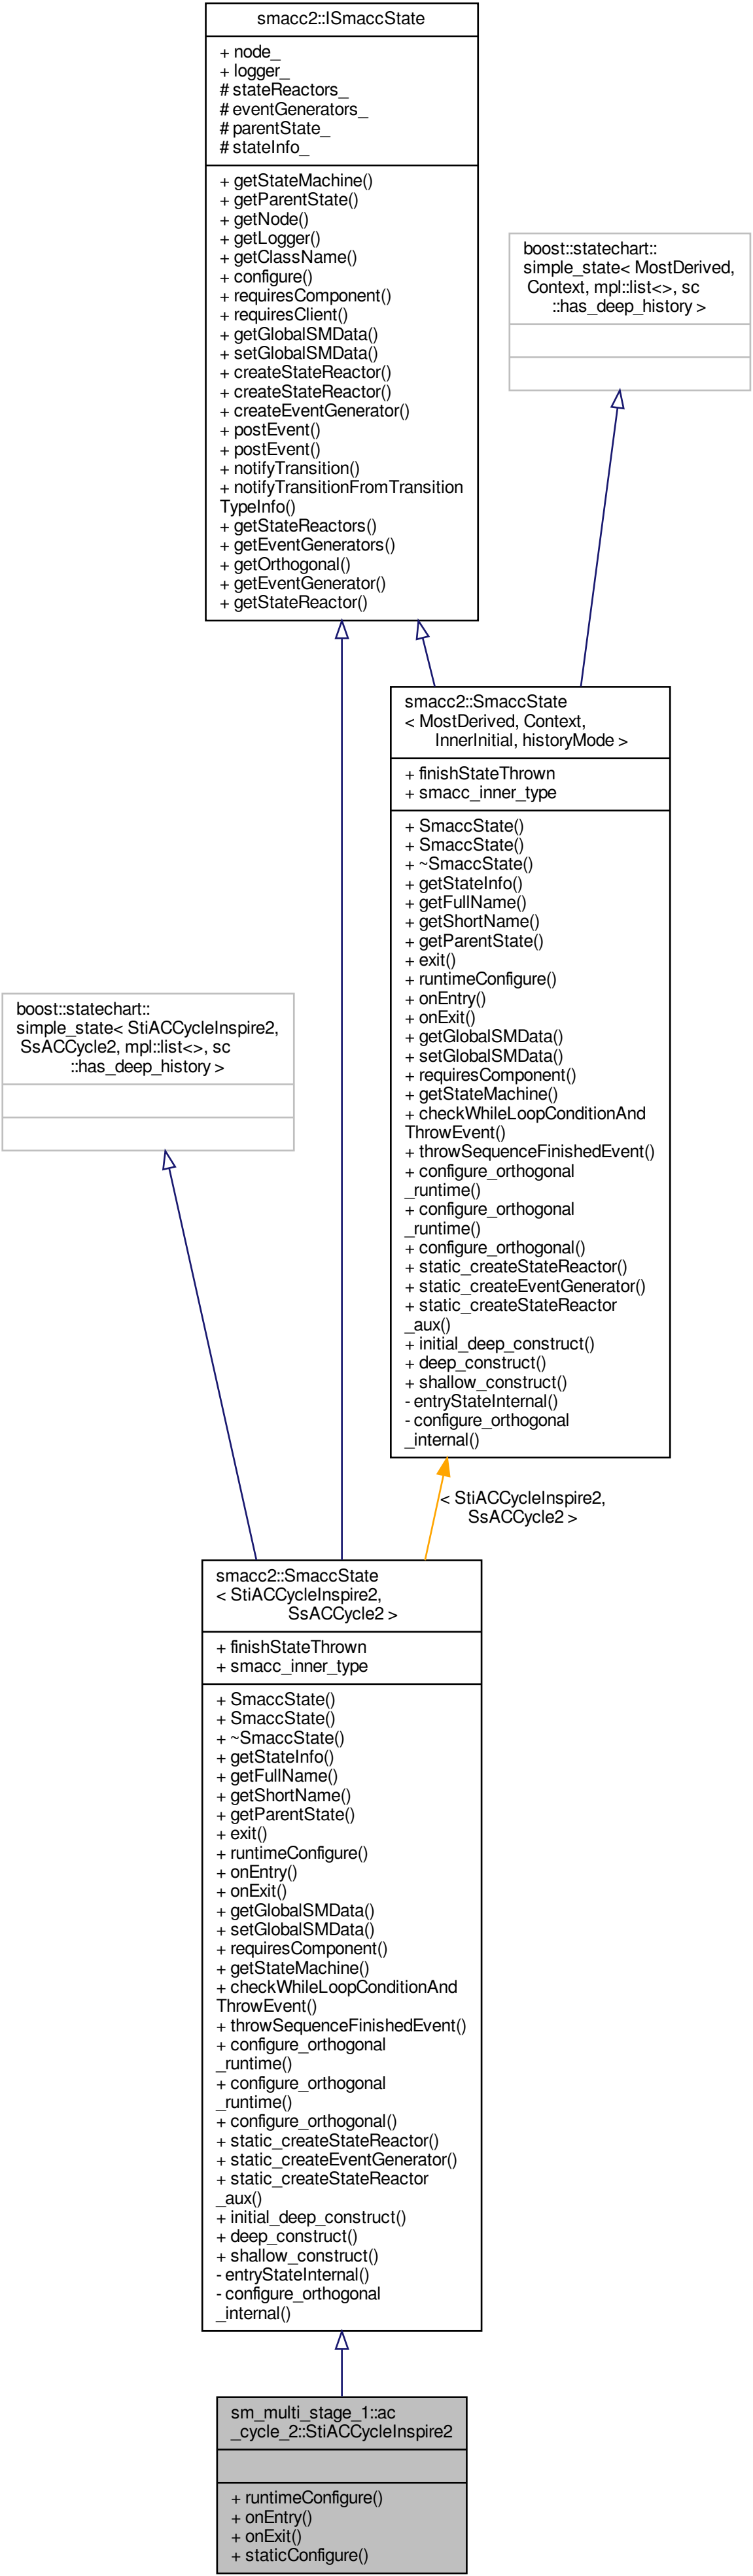 smacc2::ISmaccState
+ node_
+ logger_
# stateReactors_
# eventGenerators_
# parentState_
# stateInfo_
+ getStateMachine()
+ getParentState()
+ getNode()
+ getLogger()
+ getClassName()
+ configure()
+ requiresComponent()
+ requiresClient()
+ getGlobalSMData()
+ setGlobalSMData()
+ createStateReactor()
+ createStateReactor()
+ createEventGenerator()
+ postEvent()
+ postEvent()
+ notifyTransition()
+ notifyTransitionFromTransition
TypeInfo()
+ getStateReactors()
+ getEventGenerators()
+ getOrthogonal()
+ getEventGenerator()
+ getStateReactor()
boost::statechart::
simple_state< MostDerived,
Context, mpl::list<>, sc
::has_deep_history >
smacc2::SmaccState
< MostDerived, Context,
InnerInitial, historyMode >
+ finishStateThrown
+ smacc_inner_type
+ SmaccState()
+ SmaccState()
+ ~SmaccState()
+ getStateInfo()
+ getFullName()
+ getShortName()
+ getParentState()
+ exit()
+ runtimeConfigure()
+ onEntry()
+ onExit()
+ getGlobalSMData()
+ setGlobalSMData()
+ requiresComponent()
+ getStateMachine()
+ checkWhileLoopConditionAnd
ThrowEvent()
+ throwSequenceFinishedEvent()
+ configure_orthogonal
_runtime()
+ configure_orthogonal
_runtime()
+ configure_orthogonal()
+ static_createStateReactor()
+ static_createEventGenerator()
+ static_createStateReactor
_aux()
+ initial_deep_construct()
+ deep_construct()
+ shallow_construct()
- entryStateInternal()
- configure_orthogonal
_internal()
boost::statechart::
simple_state< StiACCycleInspire2,
SsACCycle2, mpl::list<>, sc
::has_deep_history >
< StiACCycleInspire2,
SsACCycle2 >
smacc2::SmaccState
< StiACCycleInspire2,
SsACCycle2 >
+ finishStateThrown
+ smacc_inner_type
+ SmaccState()
+ SmaccState()
+ ~SmaccState()
+ getStateInfo()
+ getFullName()
+ getShortName()
+ getParentState()
+ exit()
+ runtimeConfigure()
+ onEntry()
+ onExit()
+ getGlobalSMData()
+ setGlobalSMData()
+ requiresComponent()
+ getStateMachine()
+ checkWhileLoopConditionAnd
ThrowEvent()
+ throwSequenceFinishedEvent()
+ configure_orthogonal
_runtime()
+ configure_orthogonal
_runtime()
+ configure_orthogonal()
+ static_createStateReactor()
+ static_createEventGenerator()
+ static_createStateReactor
_aux()
+ initial_deep_construct()
+ deep_construct()
+ shallow_construct()
- entryStateInternal()
- configure_orthogonal
_internal()
sm_multi_stage_1::ac
_cycle_2::StiACCycleInspire2
+ runtimeConfigure()
+ onEntry()
+ onExit()
+ staticConfigure()